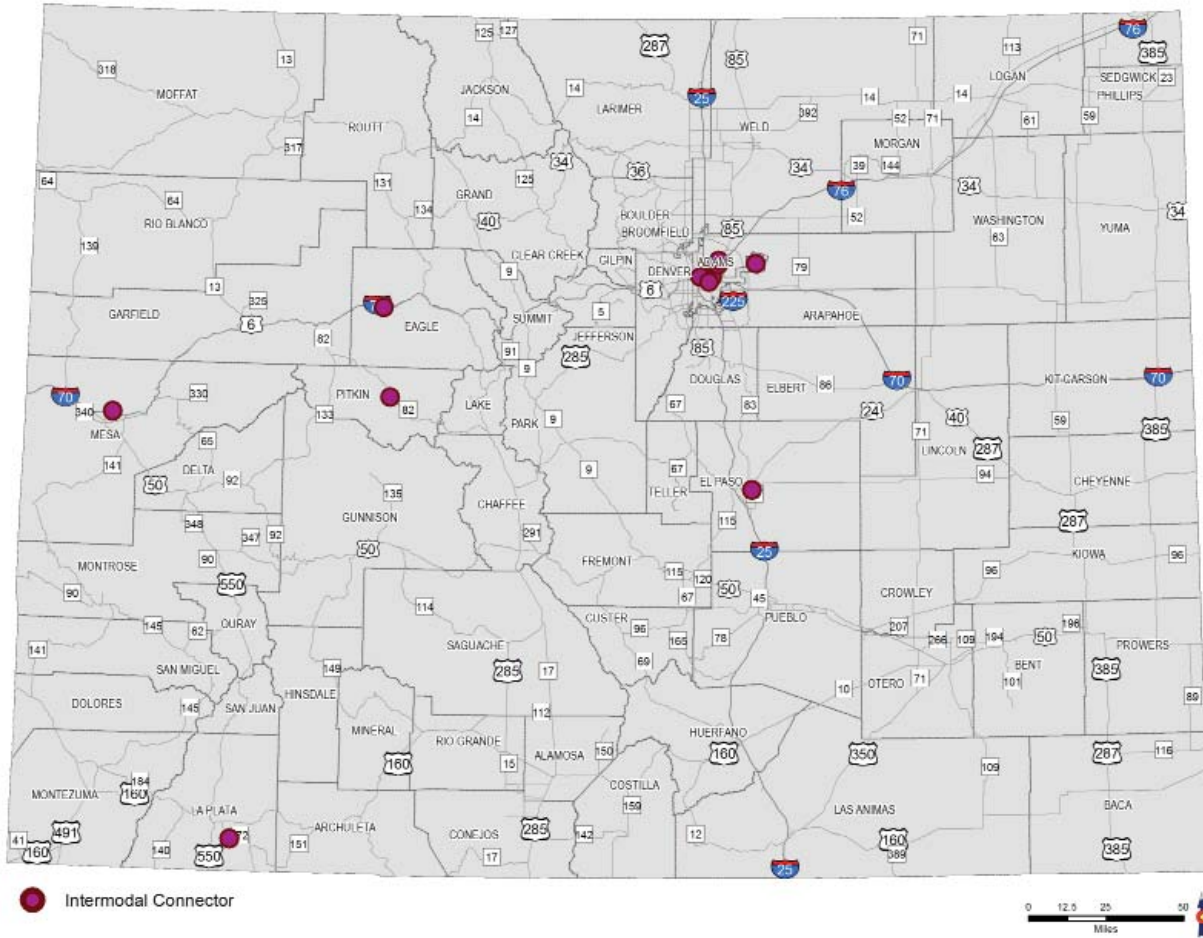 125
127
287
85
71
113
76
385
13
318
23
SEDGWICK
LOGAN
PHILLIPS
MOFFAT
JACKSON
14
LARIMER
25
14
14
ROUTT
14
WELD
392
52
71
61
59
MORGAN
317
34
36
34
39
144
64
131
125
GRAND
76
34
64
134
BOULDER
52
WASHINGTON
34
RIO BLANCO
40
BROOMFIELD
85
63
YUMA
139
CLEAR CREEK
GILPIN
ADAMS
79
9
DENVER
13
325
6
225
GARFIELD
6
EAGLE
SUMMIT
5
ARAPAHOE
82
JEFFERSON
91
285
85
9
DOUGLAS
ELBERT
86
70
KIT CARSON
70
70
330
PITKIN
LAKE
340
133
82
PARK
9
67
83
24
40
59
MESA
71
385
65
LINCOLN
287
141
DELTA
92
9
67
EL PASO
94
50
TELLER
CHEYENNE
135
CHAFFEE
GUNNISON
115
348
291
287
347
92
50
25
90
FREMONT
KIOWA
96
MONTROSE
550
115
120
96
90
67
50
45
CROWLEY
OURAY
114
CUSTER
PUEBLO
145
62
96
207
196
165
78
266
109
194
50
PROWERS
141
SAGUACHE
BENT
SAN MIGUEL
149
285
17
69
71
101
385
HINSDALE
10
OTERO
DOLORES
145
SAN JUAN
112
89
MINERAL
RIO GRANDE
HUERFANO
ALAMOSA
150
160
15
160
350
287
116
184
COSTILLA
109
MONTEZUMA
160
159
LA PLATA
LAS ANIMAS
BACA
491
ARCHULETA
285
41
72
142
12
160
160
140
550
151
CONEJOS
385
17
389
25
Intermodal Connector
0 12.5 25 50
Miles